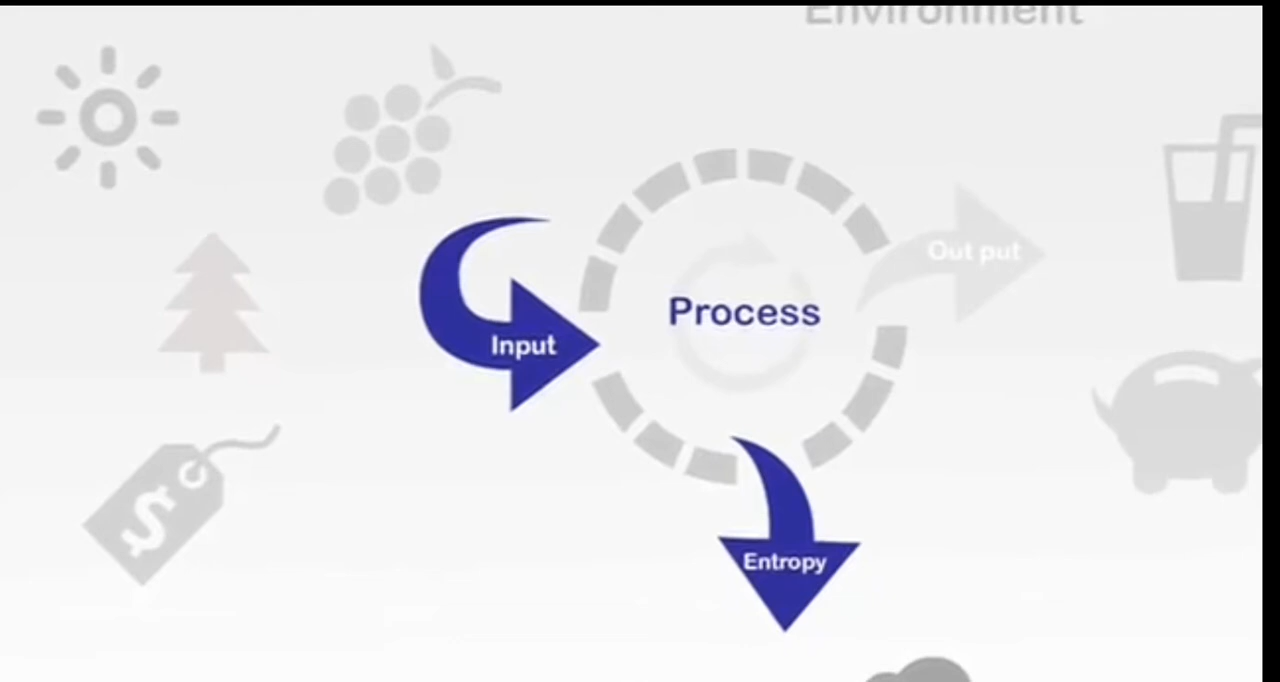 Environment
Out put
Process
Input
$
Entropy